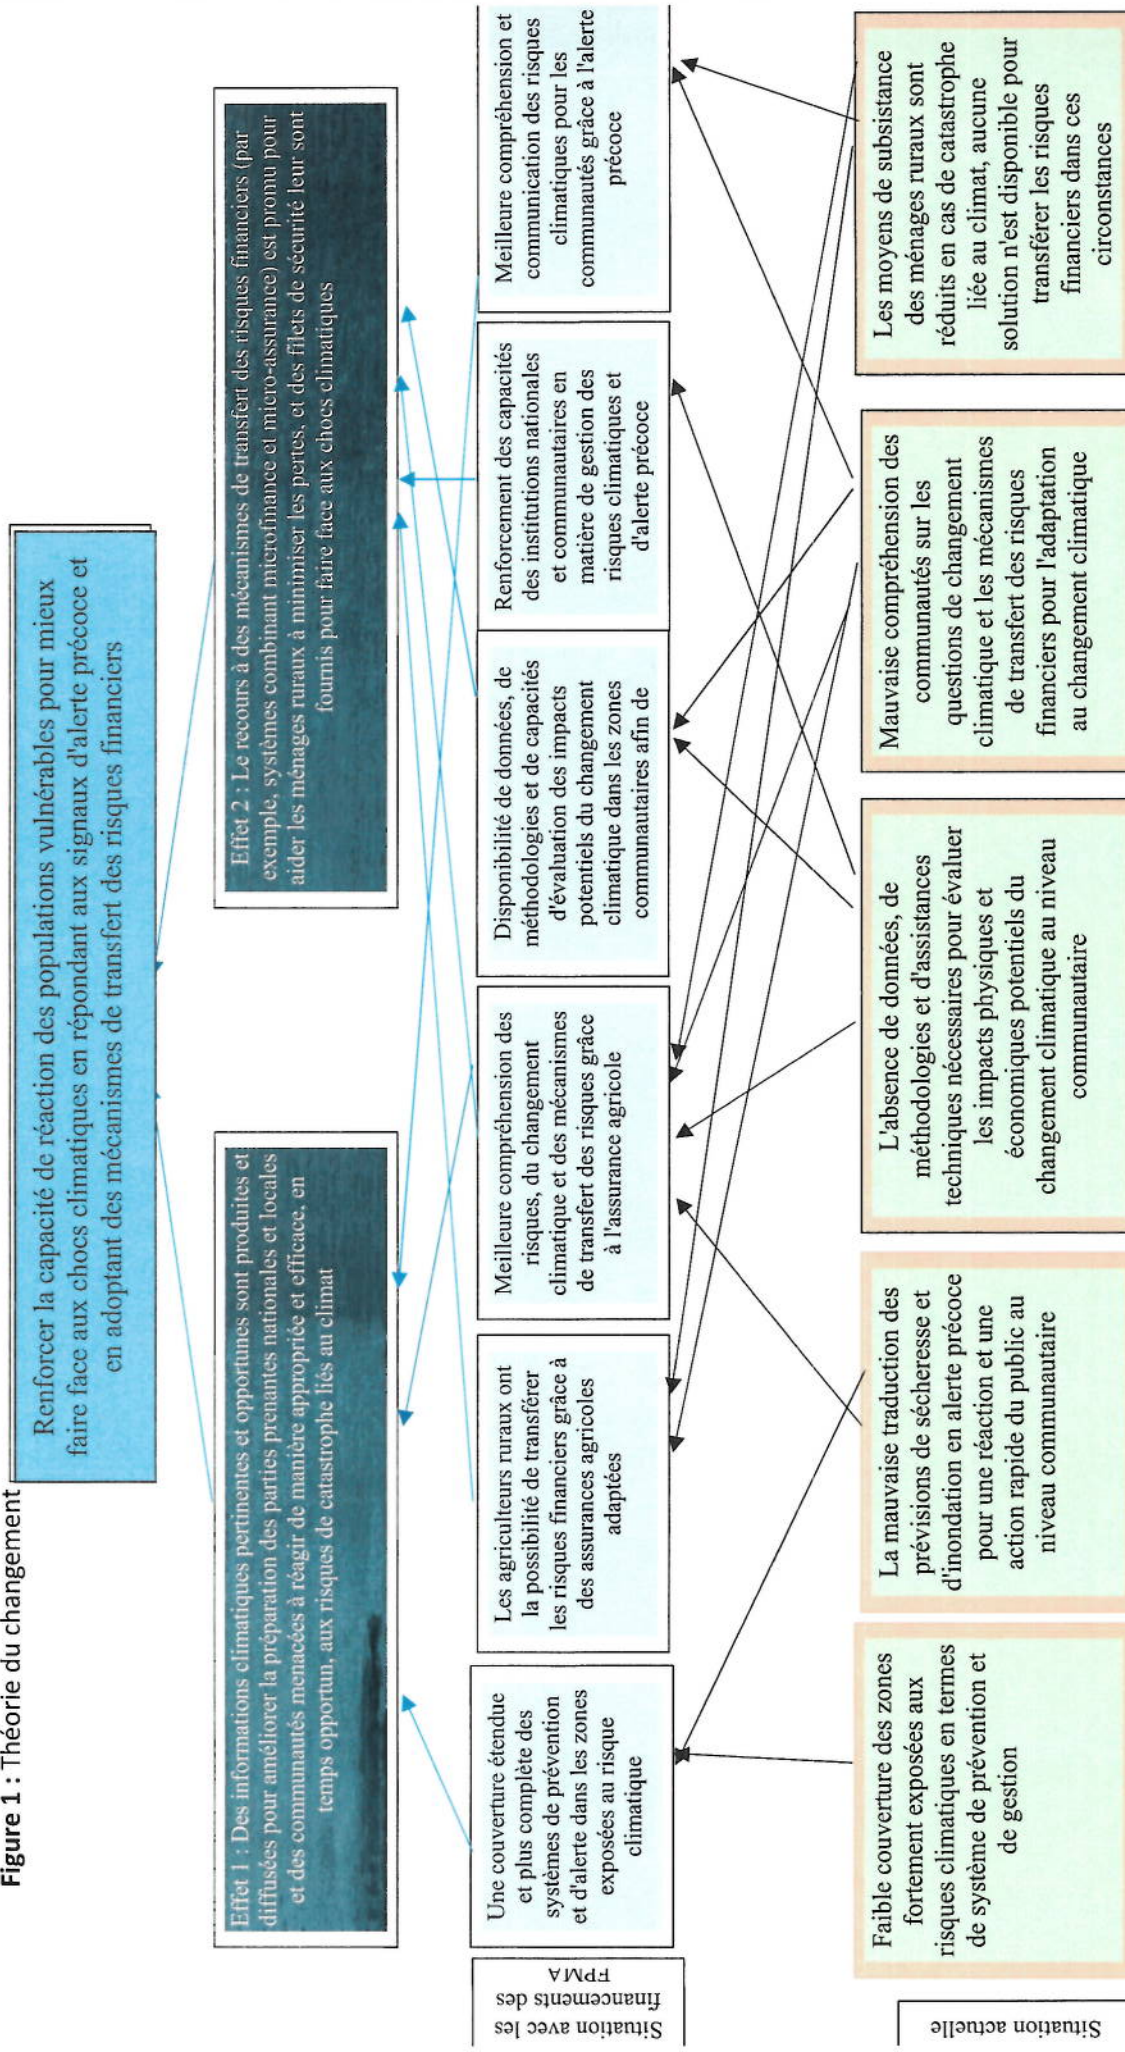 Figure 1 : Théorie du changement
Renforcer la capacité de réaction des populations vulnérables pour mieux
faire face aux chocs climatiques en répondant aux signaux d'alerte précoce et
en adoptant des mécanismes de transfert des risques financiers
Effet 1 : Des informations climatiques pertinentes et opportunes sont produites et
diffusées pour améliorer la préparation des parties prenantes nationales et locales
et des communautés menacées à réagir de manière appropriée et efficace, en
temps opportun, aux risques de catastrophe liés au climat
Effet 2 : Le recours à des mécanismes de transfert des risques financiers (par
exemple, systèmes combinant microfinance et micro-assurance) est promu pour
aider les ménages ruraux à minimiser les pertes, et des filets de sécurité leur sont
fournis pour faire face aux chocs climatiques
Situation avec les
financements des
FPMA
Une couverture étendue
et plus complète des
systèmes de prévention
et d'alerte dans les zones
exposées au risque
climatique
Les agriculteurs ruraux ont
la possibilité de transférer
les risques financiers grâce à
des assurances agricoles
adaptées
Meilleure compréhension des
risques, du changement
climatique et des mécanismes
de transfert des risques grâce
à l'assurance agricole
Disponibilité de données, de
méthodologies et de capacités
d'évaluation des impacts
potentiels du changement
climatique dans les zones
communautaires afin de
Renforcement des capacités
des institutions nationales
et communautaires en
matière de gestion des
risques climatiques et
d'alerte précoce
Meilleure compréhension et
communication des risques
climatiques pour les
communautés grâce à l'alerte
précoce
Situation actuelle
Faible couverture des zones
fortement exposées aux
risques climatiques en termes
de système de prévention et
de gestion
La mauvaise traduction des
prévisions de sécheresse et
d'inondation en alerte précoce
pour une réaction et une
action rapide du public au
niveau communautaire
L'absence de données, de
méthodologies et d'assistances
techniques nécessaires pour évaluer
les impacts physiques et
économiques potentiels du
changement climatique au niveau
communautaire
Mauvaise compréhension des
communautés sur les
questions de changement
climatique et les mécanismes
de transfert des risques
financiers pour l'adaptation
au changement climatique
Les moyens de subsistance
des ménages ruraux sont
réduits en cas de catastrophe
liée au climat, aucune
solution n'est disponible pour
transférer les risques
financiers dans ces
circonstances